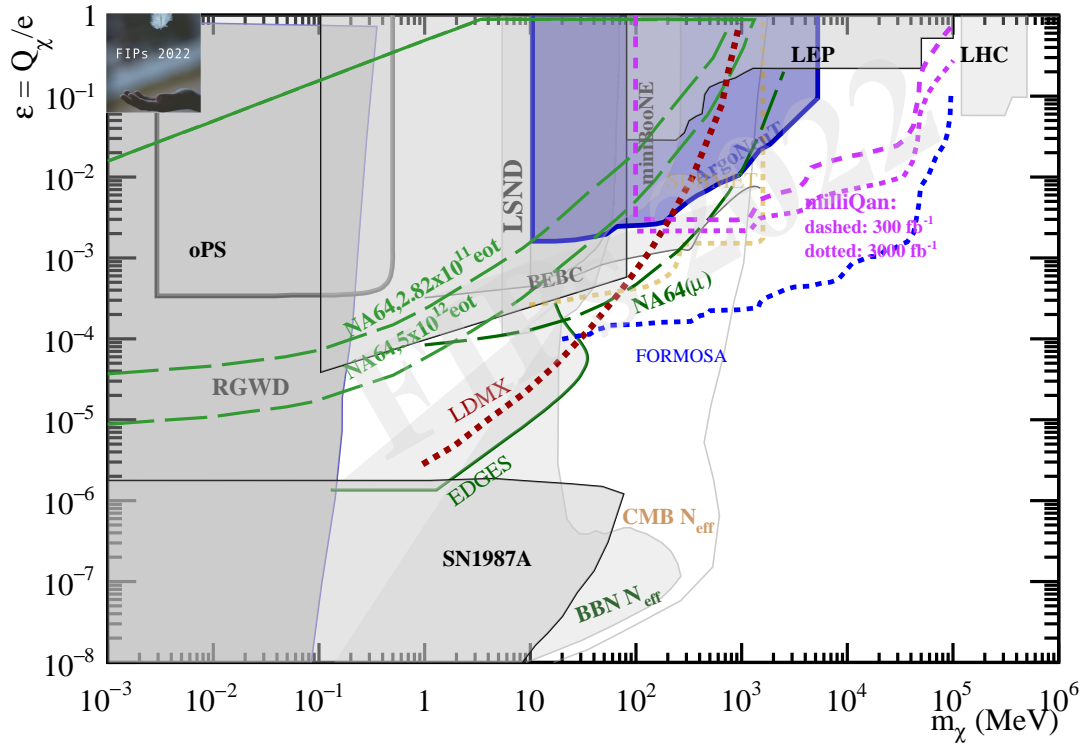 ε = Q_χ/e
FIPs 2022
1
10⁻¹
10⁻²
10⁻³
10⁻⁴
10⁻⁵
10⁻⁶
10⁻⁷
10⁻⁸
LEP
LHC
miniBooNE
ArgoNeuT
LSND
oPS
milliQan:
dashed: 300 fb⁻¹
dotted: 3000 fb⁻¹
BEBC
NA64,2.82x10¹¹eot
NA64(μ)
NA64,5x10¹²eot
FORMOSA
RGWD
LDMX
EDGES
CMB N_eff
SN1987A
BBN N_eff
10⁻³
10⁻²
10⁻¹
1
10
10²
10³
10⁴
10⁵
10⁶
m_χ (MeV)